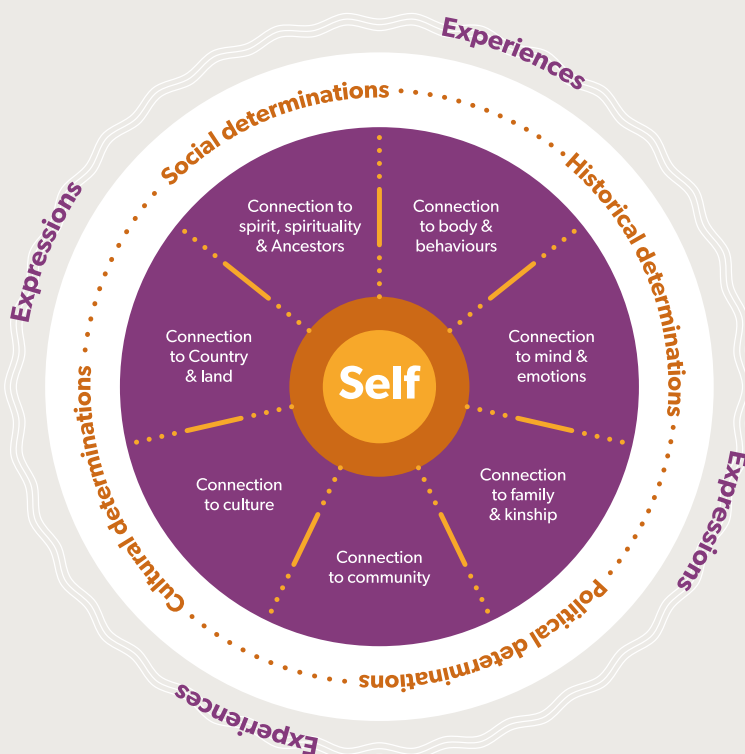 Experiences
Social determinations
Historical determinations
Expressions
Connection to
spirit, spirituality
& Ancestors
Connection
to body &
behaviours
Connection
to Country
& land
Self
Connection
to mind &
emotions
Connection
to culture
Connection
to family
& kinship
Connection
to community
Cultural determinations
Political determinations
Expressions
Experiences